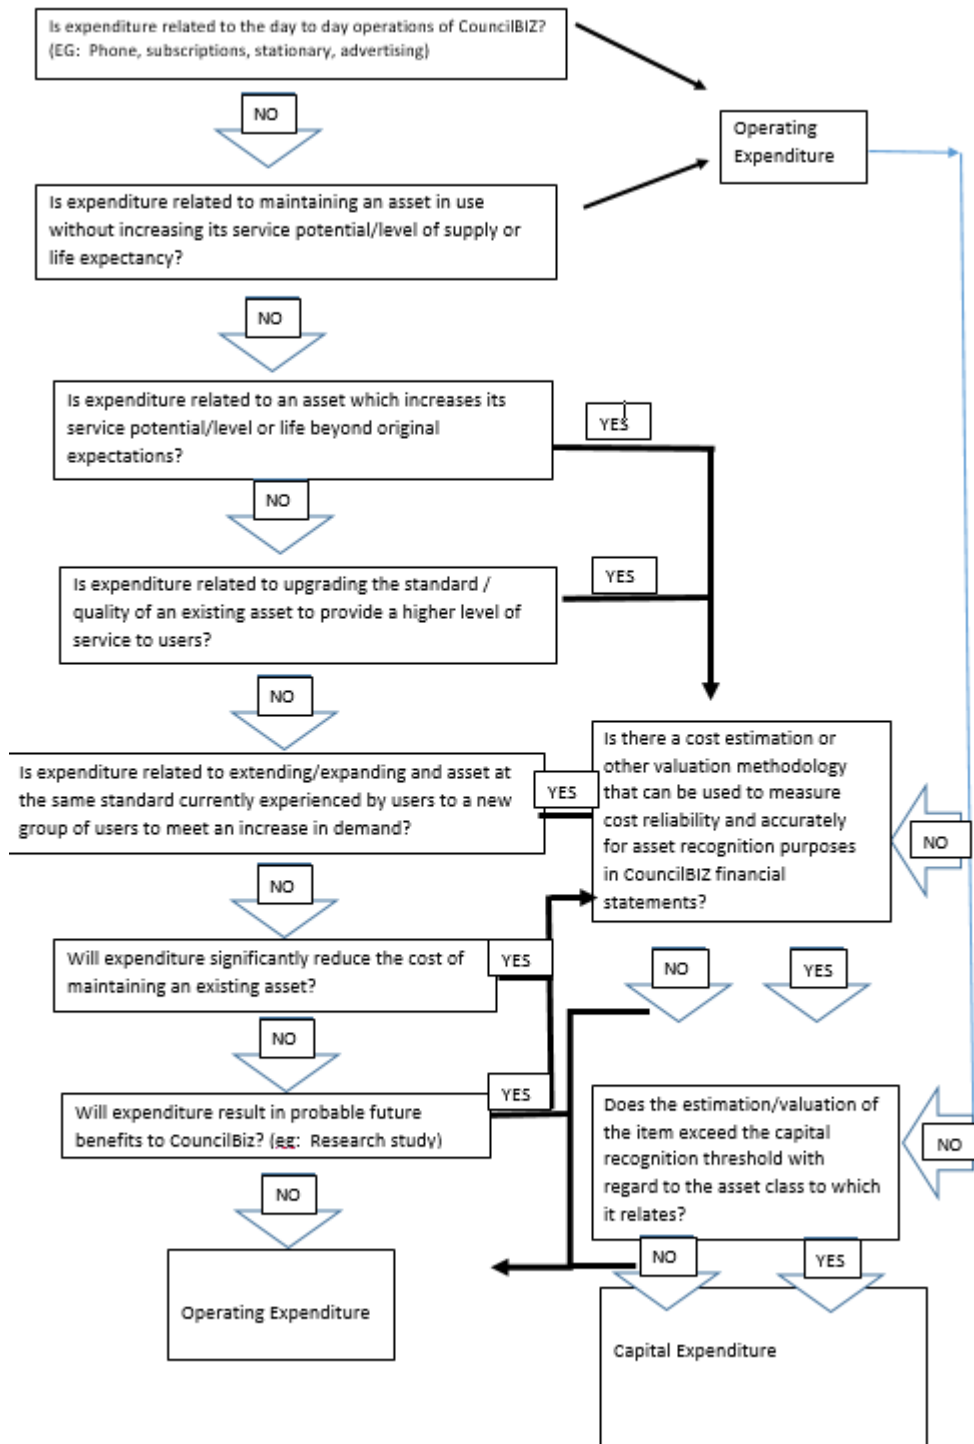 Is expenditure related to the day to day operations of CouncilBIZ?
(EG:  Phone, subscriptions, stationary, advertising)
NO
Operating
Expenditure
Is expenditure related to maintaining an asset in use
without increasing its service potential/level of supply or
life expectancy?
NO
Is expenditure related to an asset which increases its
service potential/level or life beyond original
expectations?
YES
NO
Is expenditure related to upgrading the standard /
quality of an existing asset to provide a higher level of
service to users?
YES
NO
Is expenditure related to extending/expanding and asset at
the same standard currently experienced by users to a new
group of users to meet an increase in demand?
YES
Is there a cost estimation or
other valuation methodology
that can be used to measure
cost reliability and accurately
for asset recognition purposes
in CouncilBIZ financial
statements?
NO
NO
Will expenditure significantly reduce the cost of
maintaining an existing asset?
YES
NO
YES
NO
Will expenditure result in probable future
benefits to CouncilBiz? (eg:  Research study)
YES
Does the estimation/valuation of
the item exceed the capital
recognition threshold with
regard to the asset class to which
it relates?
NO
NO
NO
YES
Operating Expenditure
Capital Expenditure